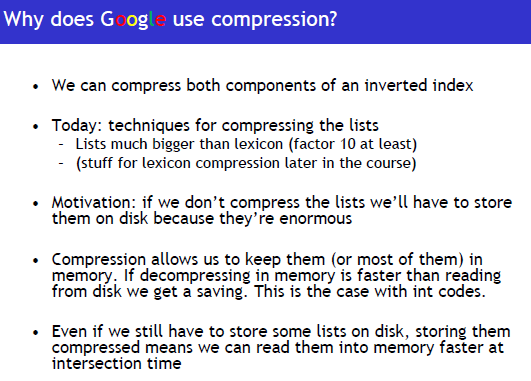 Why does Google use compression?
• We can compress both components of an inverted index
• Today: techniques for compressing the lists
- Lists much bigger than lexicon (factor 10 at least)
- (stuff for lexicon compression later in the course)
• Motivation: if we don't compress the lists we'll have to store
them on disk because they're enormous
• Compression allows us to keep them (or most of them) in
memory. If decompressing in memory is faster than reading
from disk we get a saving. This is the case with int codes.
• Even if we still have to store some lists on disk, storing them
compressed means we can read them into memory faster at
intersection time